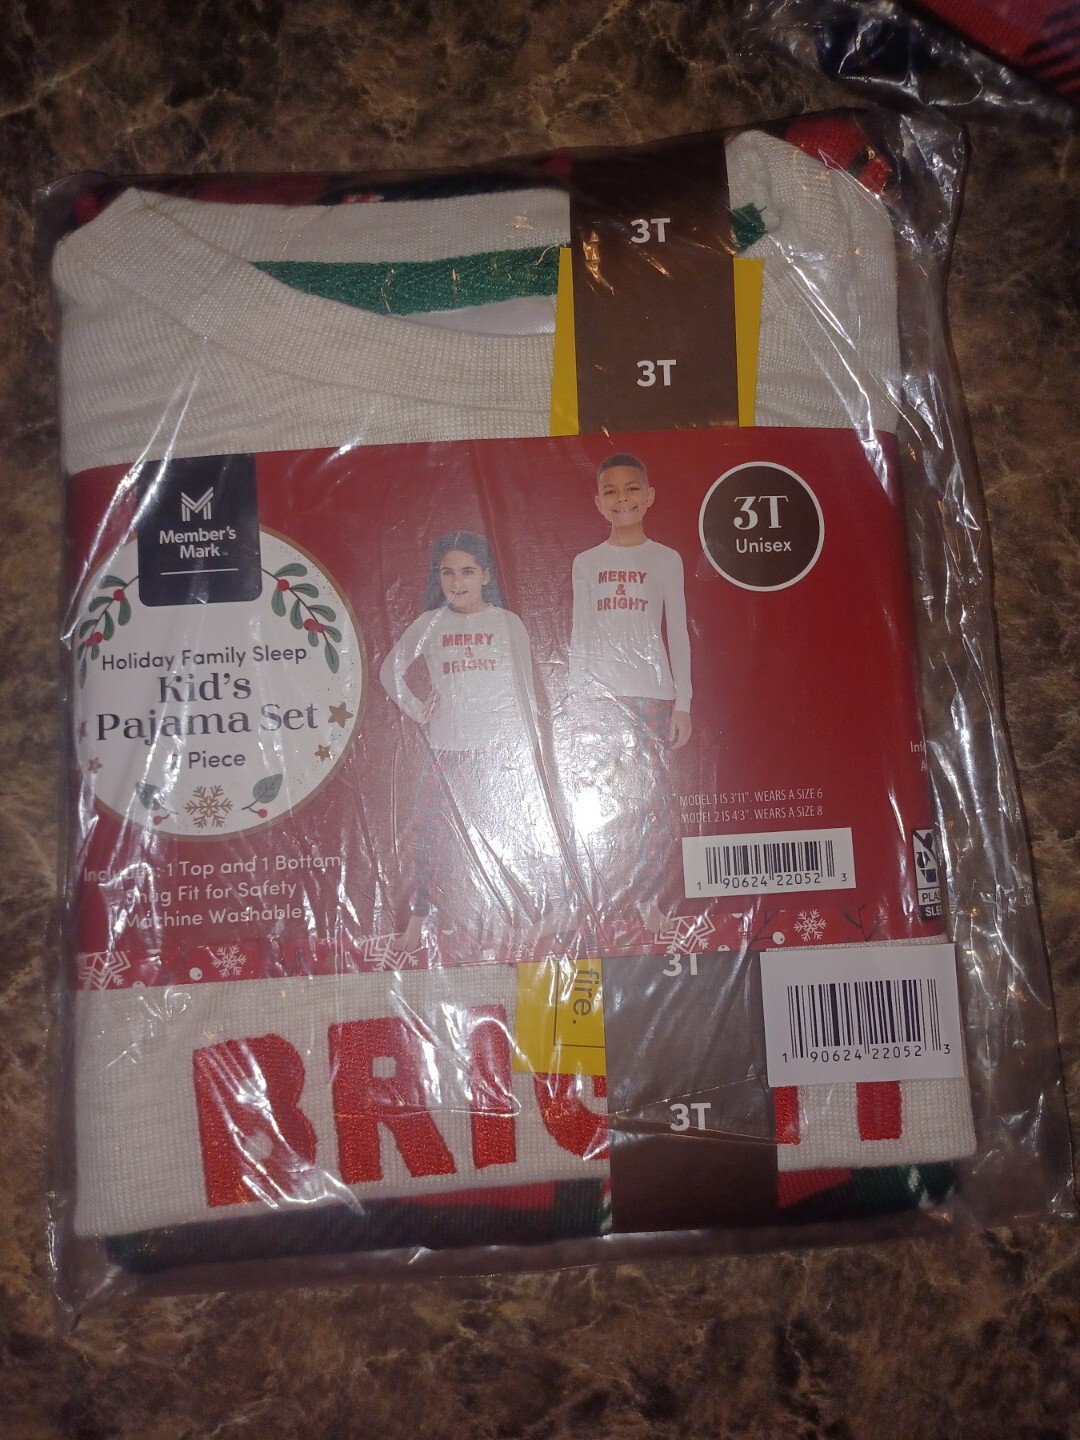 3T
3T
Member's
Mark
Holiday Family Sleep
Kid's
Pajama Set
Piece
: 1 Top and 1 Bottom
Snug Fit for Safety
Machine Washable
MERRY
&
BRIGHT
MERRY
&
BRIGHT
3T
Unisex
MODEL 1 IS 3'11". WEARS A SIZE 6
MODEL 2 IS 4'3". WEARS A SIZE 8
1 90624 22052 3
fire.
3T
1 90624 22052 3
BRIG T
3T